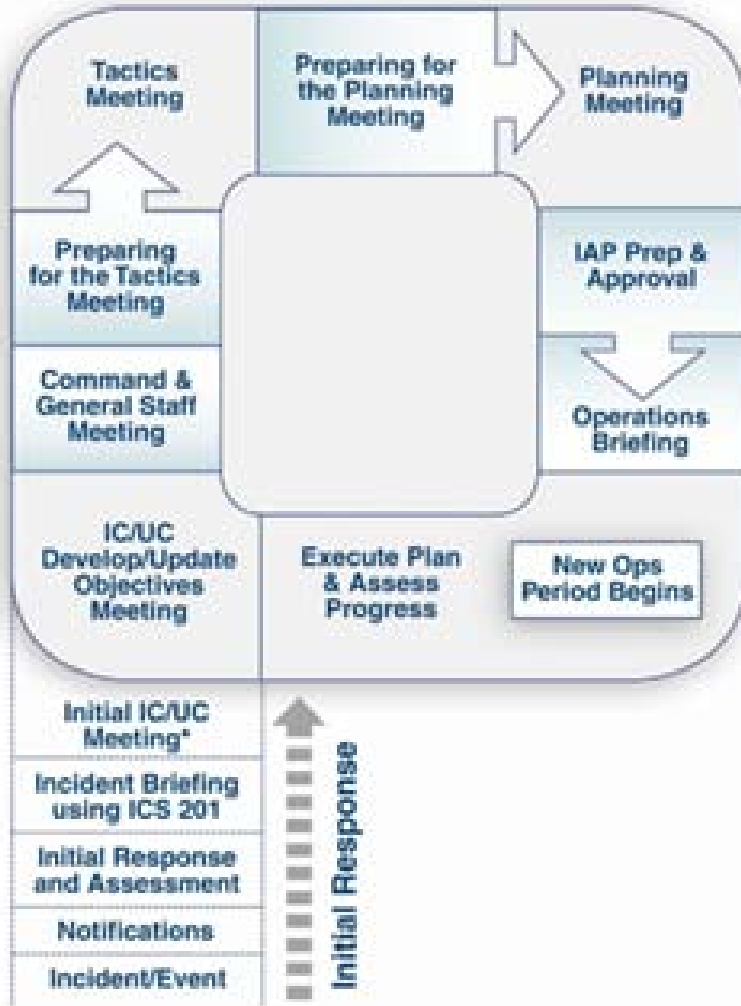 Tactics
Meeting
Preparing for
the Planning
Meeting
Planning
Meeting
Preparing
for the Tactics
Meeting
IAP Prep &
Approval
Command &
General Staff
Meeting
Operations
Briefing
IC/UC
Develop/Update
Objectives
Meeting
Execute Plan
& Assess
Progress
New Ops
Period Begins
Initial IC/UC
Meeting*
Incident Briefing
using ICS 201
Initial Response
and Assessment
Notifications
Incident/Event
Initial Response